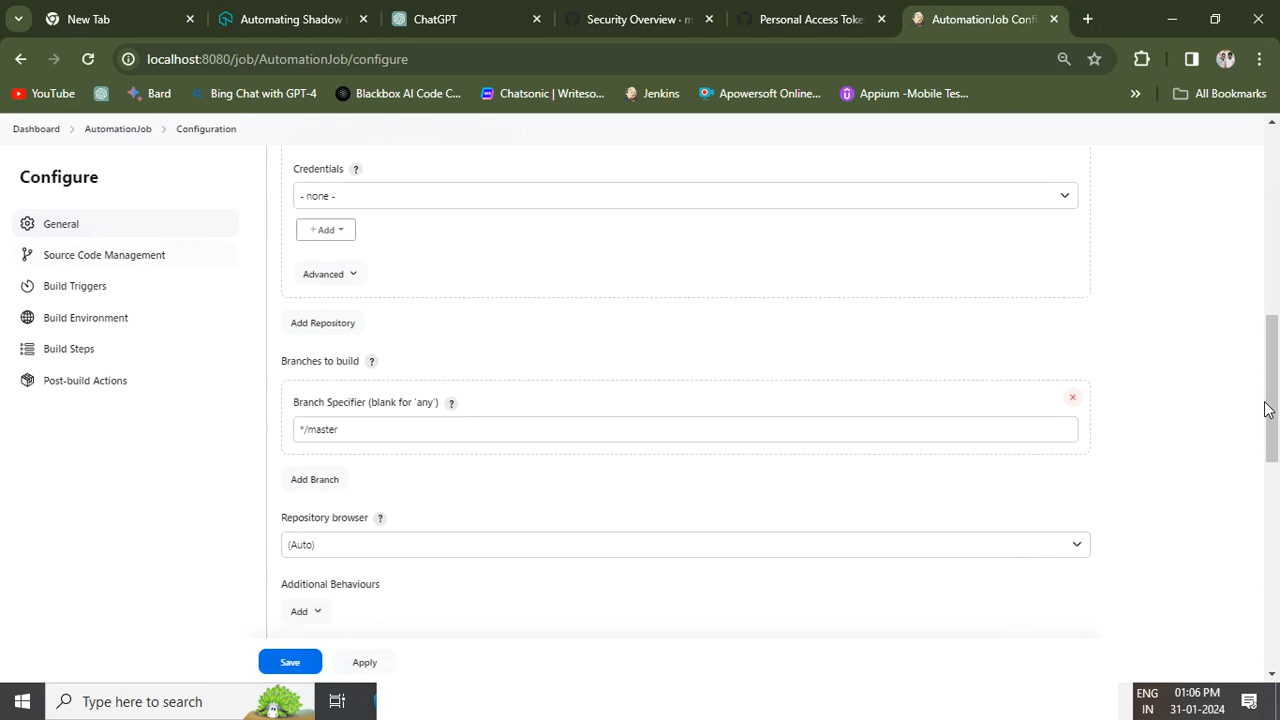 New Tab
Automating Shadow
ChatGPT
Security Overview · m
Personal Access Toke
AutomationJob Confi
localhost:8080/job/AutomationJob/configure
YouTube
Bard
Bing Chat with GPT-4
Blackbox AI Code C...
Chatsonic | Writeso...
Jenkins
Apowersoft Online...
Appium -Mobile Tes...
»
All Bookmarks
Dashboard > AutomationJob > Configuration
Configure
General
Source Code Management
Build Triggers
Build Environment
Build Steps
Post-build Actions
Credentials ?
- none -
+ Add
Advanced
Add Repository
Branches to build ?
Branch Specifier (blank for 'any') ?
*/master
Add Branch
Repository browser ?
(Auto)
Additional Behaviours
Add
Save
Apply
Type here to search
ENG
IN
01:06 PM
31-01-2024